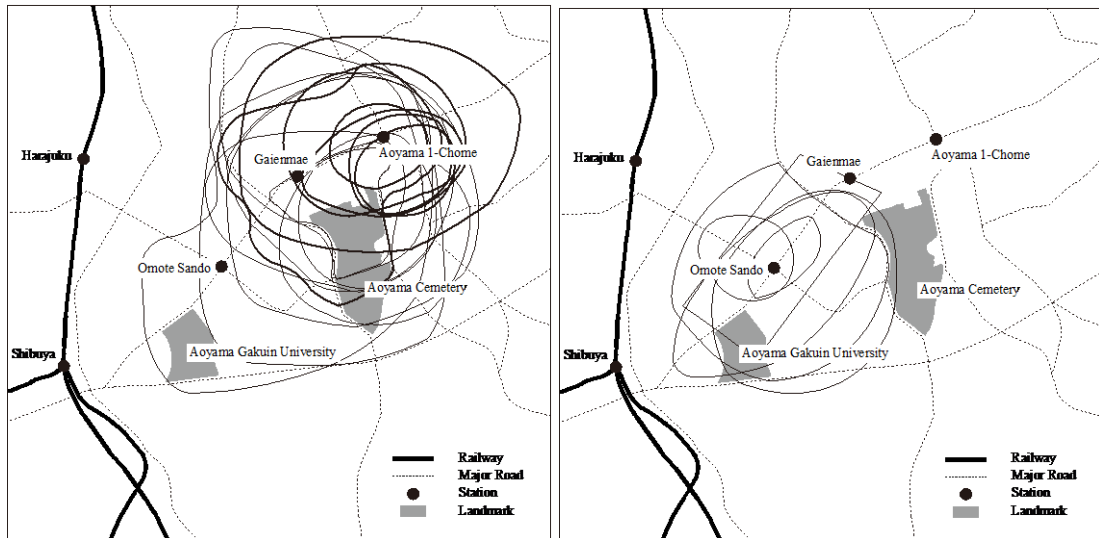 Harajuku
Gaienmae
Aoyama 1-Chome
Omote Sando
Aoyama Cemetery
Shibuya
Aoyama Gakuin University
Railway
Major Road
Station
Landmark
Harajuku
Gaienmae
Aoyama 1-Chome
Omote Sando
Aoyama Cemetery
Shibuya
Aoyama Gakuin University
Railway
Major Road
Station
Landmark